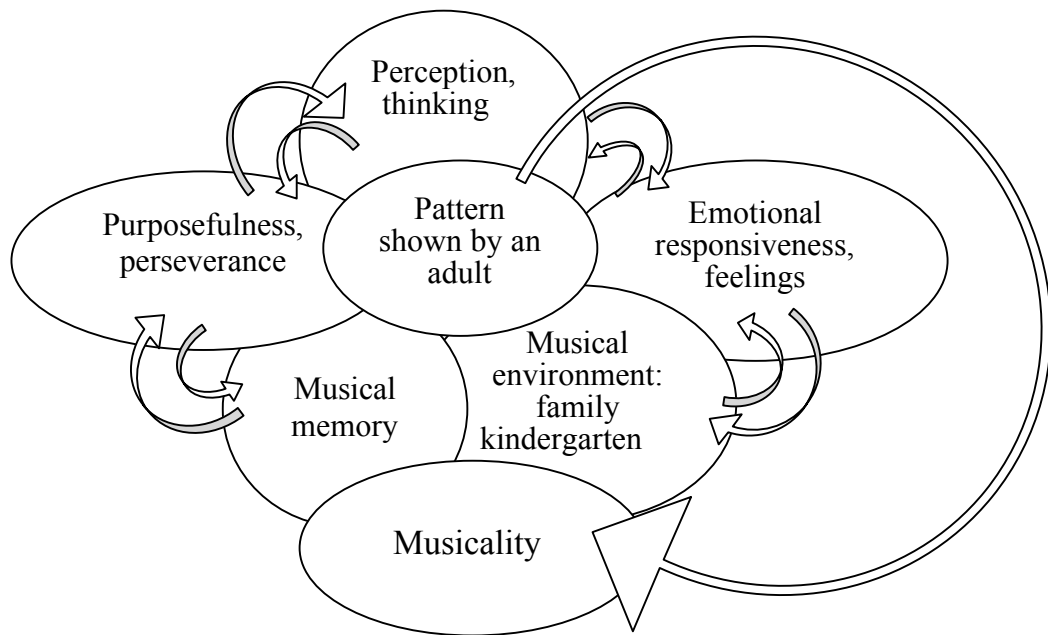 Perception,
thinking
Purposefulness,
perseverance
Pattern
shown by an
adult
Emotional
responsiveness,
feelings
Musical
memory
Musical
environment:
family
kindergarten
Musicality